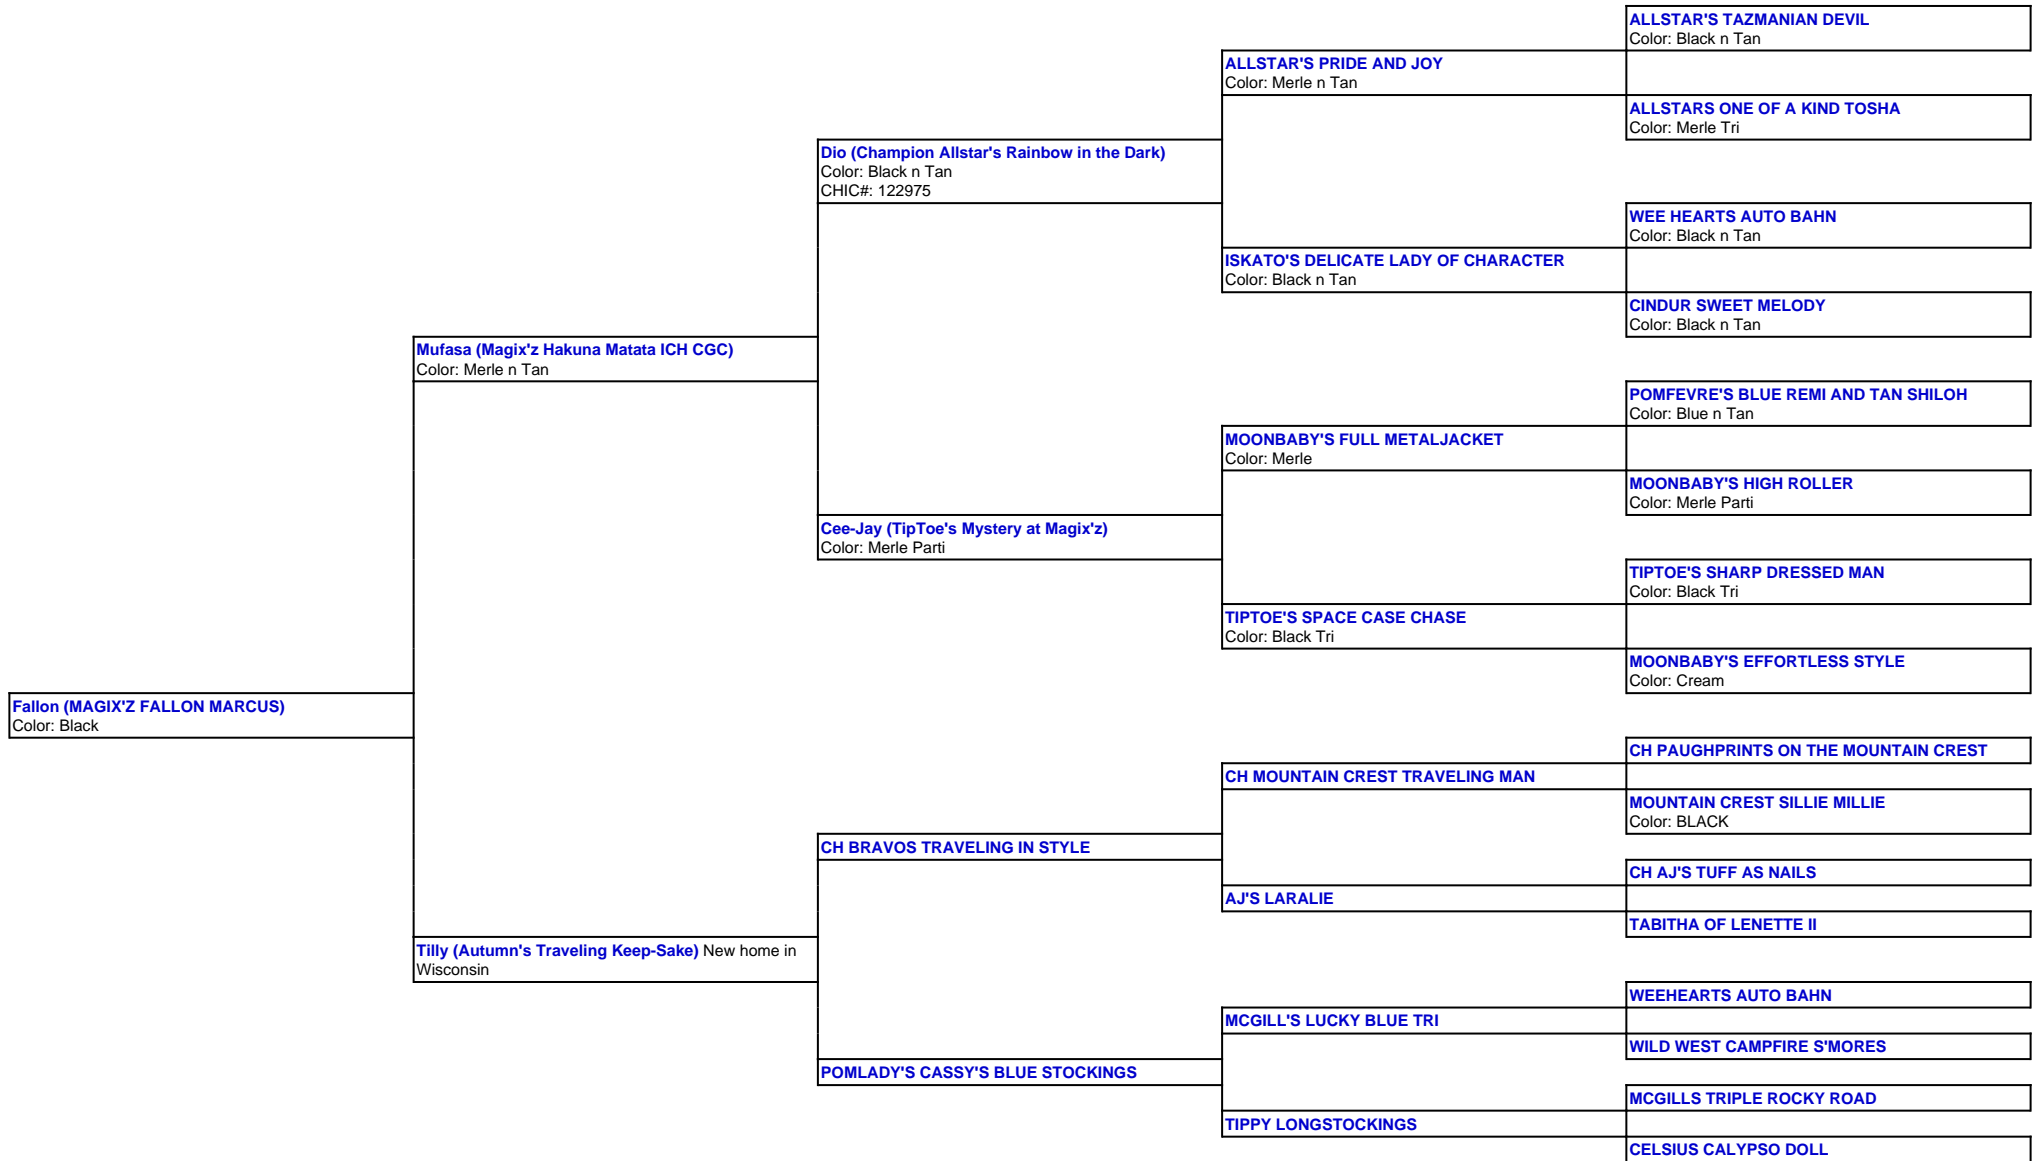 ALLSTAR'S TAZMANIAN DEVIL
Color: Black n Tan
ALLSTAR'S PRIDE AND JOY
Color: Merle n Tan
ALLSTARS ONE OF A KIND TOSHA
Color: Merle Tri
Dio (Champion Allstar's Rainbow in the Dark)
Color: Black n Tan
CHIC#: 122975
WEE HEARTS AUTO BAHN
Color: Black n Tan
ISKATO'S DELICATE LADY OF CHARACTER
Color: Black n Tan
CINDUR SWEET MELODY
Color: Black n Tan
Mufasa (Magix'z Hakuna Matata ICH CGC)
Color: Merle n Tan
POMFEVRE'S BLUE REMI AND TAN SHILOH
Color: Blue n Tan
MOONBABY'S FULL METALJACKET
Color: Merle
MOONBABY'S HIGH ROLLER
Color: Merle Parti
Cee-Jay (TipToe's Mystery at Magix'z)
Color: Merle Parti
TIPTOE'S SHARP DRESSED MAN
Color: Black Tri
TIPTOE'S SPACE CASE CHASE
Color: Black Tri
MOONBABY'S EFFORTLESS STYLE
Color: Cream
Fallon (MAGIX'Z FALLON MARCUS)
Color: Black
CH PAUGHPRINTS ON THE MOUNTAIN CREST
CH MOUNTAIN CREST TRAVELING MAN
MOUNTAIN CREST SILLIE MILLIE
Color: BLACK
CH BRAVOS TRAVELING IN STYLE
CH AJ'S TUFF AS NAILS
AJ'S LARALIE
TABITHA OF LENETTE II
Tilly (Autumn's Traveling Keep-Sake) New home in
Wisconsin
WEEHEARTS AUTO BAHN
MCGILL'S LUCKY BLUE TRI
WILD WEST CAMPFIRE S'MORES
POMLADY'S CASSY'S BLUE STOCKINGS
MCGILLS TRIPLE ROCKY ROAD
TIPPY LONGSTOCKINGS
CELSIUS CALYPSO DOLL